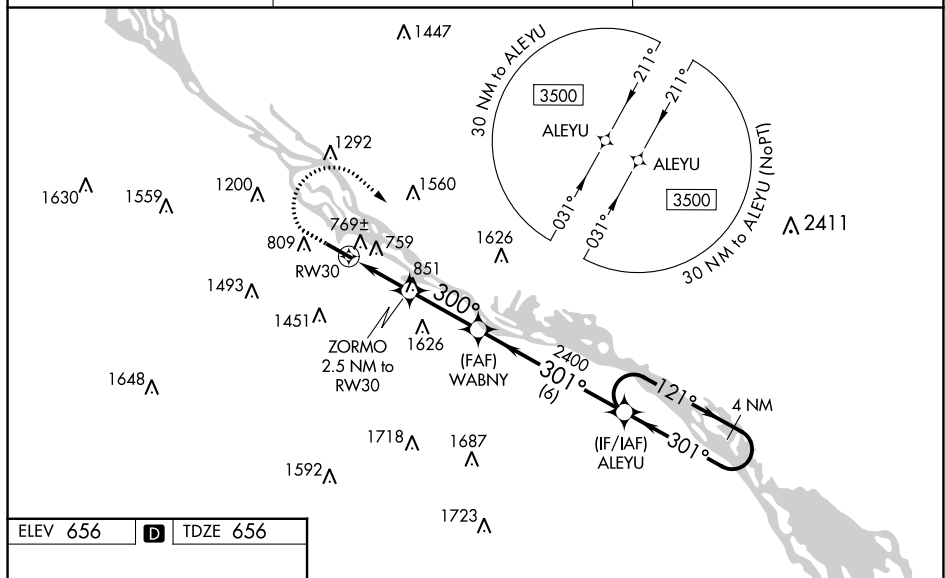 1447
30 NM to ALEYU
211°
3500
ALEYU
031°
211°
ALEYU
3500
031°
30 NM to ALEYU (NoPT)
2411
1292
1630
1559
1200
1560
769±
809
759
1626
RW30
851
1493
300°
1451
ZORMO
2.5 NM to
RW30
1626
(FAF)
WABNY
2400
301°
(6)
1648
121°
4 NM
(IF/IAF)
ALEYU
301°
1718
1687
1592
1723
ELEV 656
D
TDZE 656